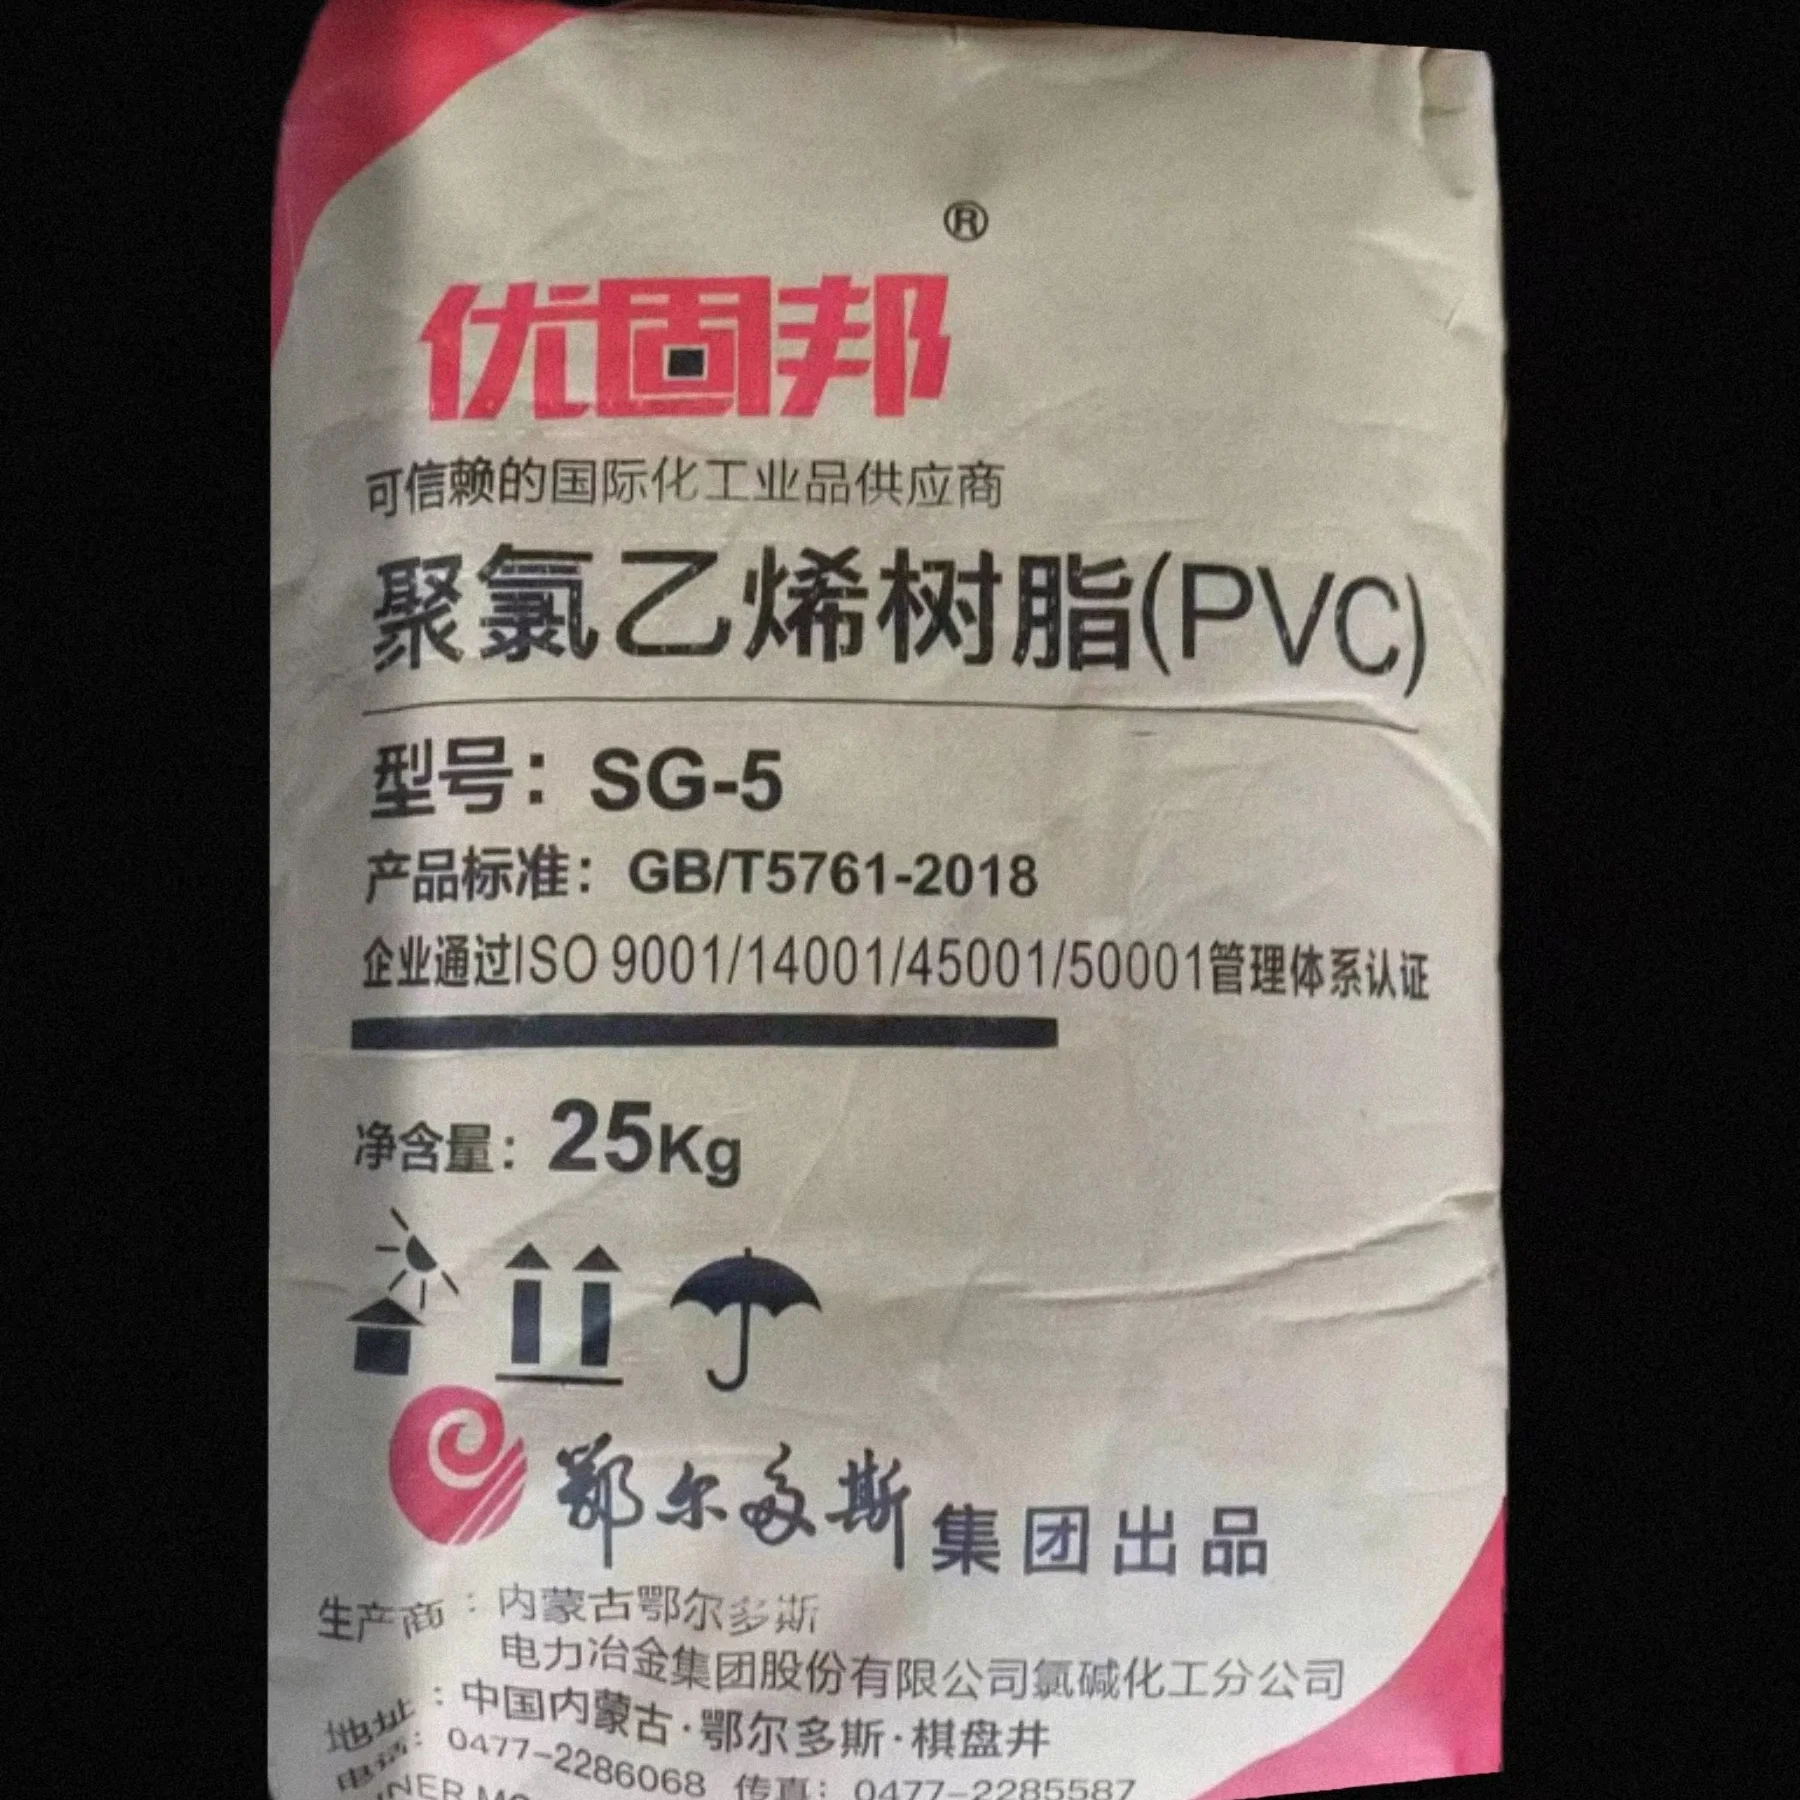 ®
优固邦
可信赖的国际化工业品供应商
聚氯乙烯树脂(PVC)
型号：SG-5
产品标准：GB/T5761-2018
企业通过ISO 9001/14001/45001/50001管理体系认证
净含量：25Kg
鄂尔多斯 集团出品
生产商：内蒙古鄂尔多斯
电力冶金集团股份有限公司氯碱化工分公司
地址：中国内蒙古·鄂尔多斯·棋盘井
电话：0477-2286068 传真：0477-2285587